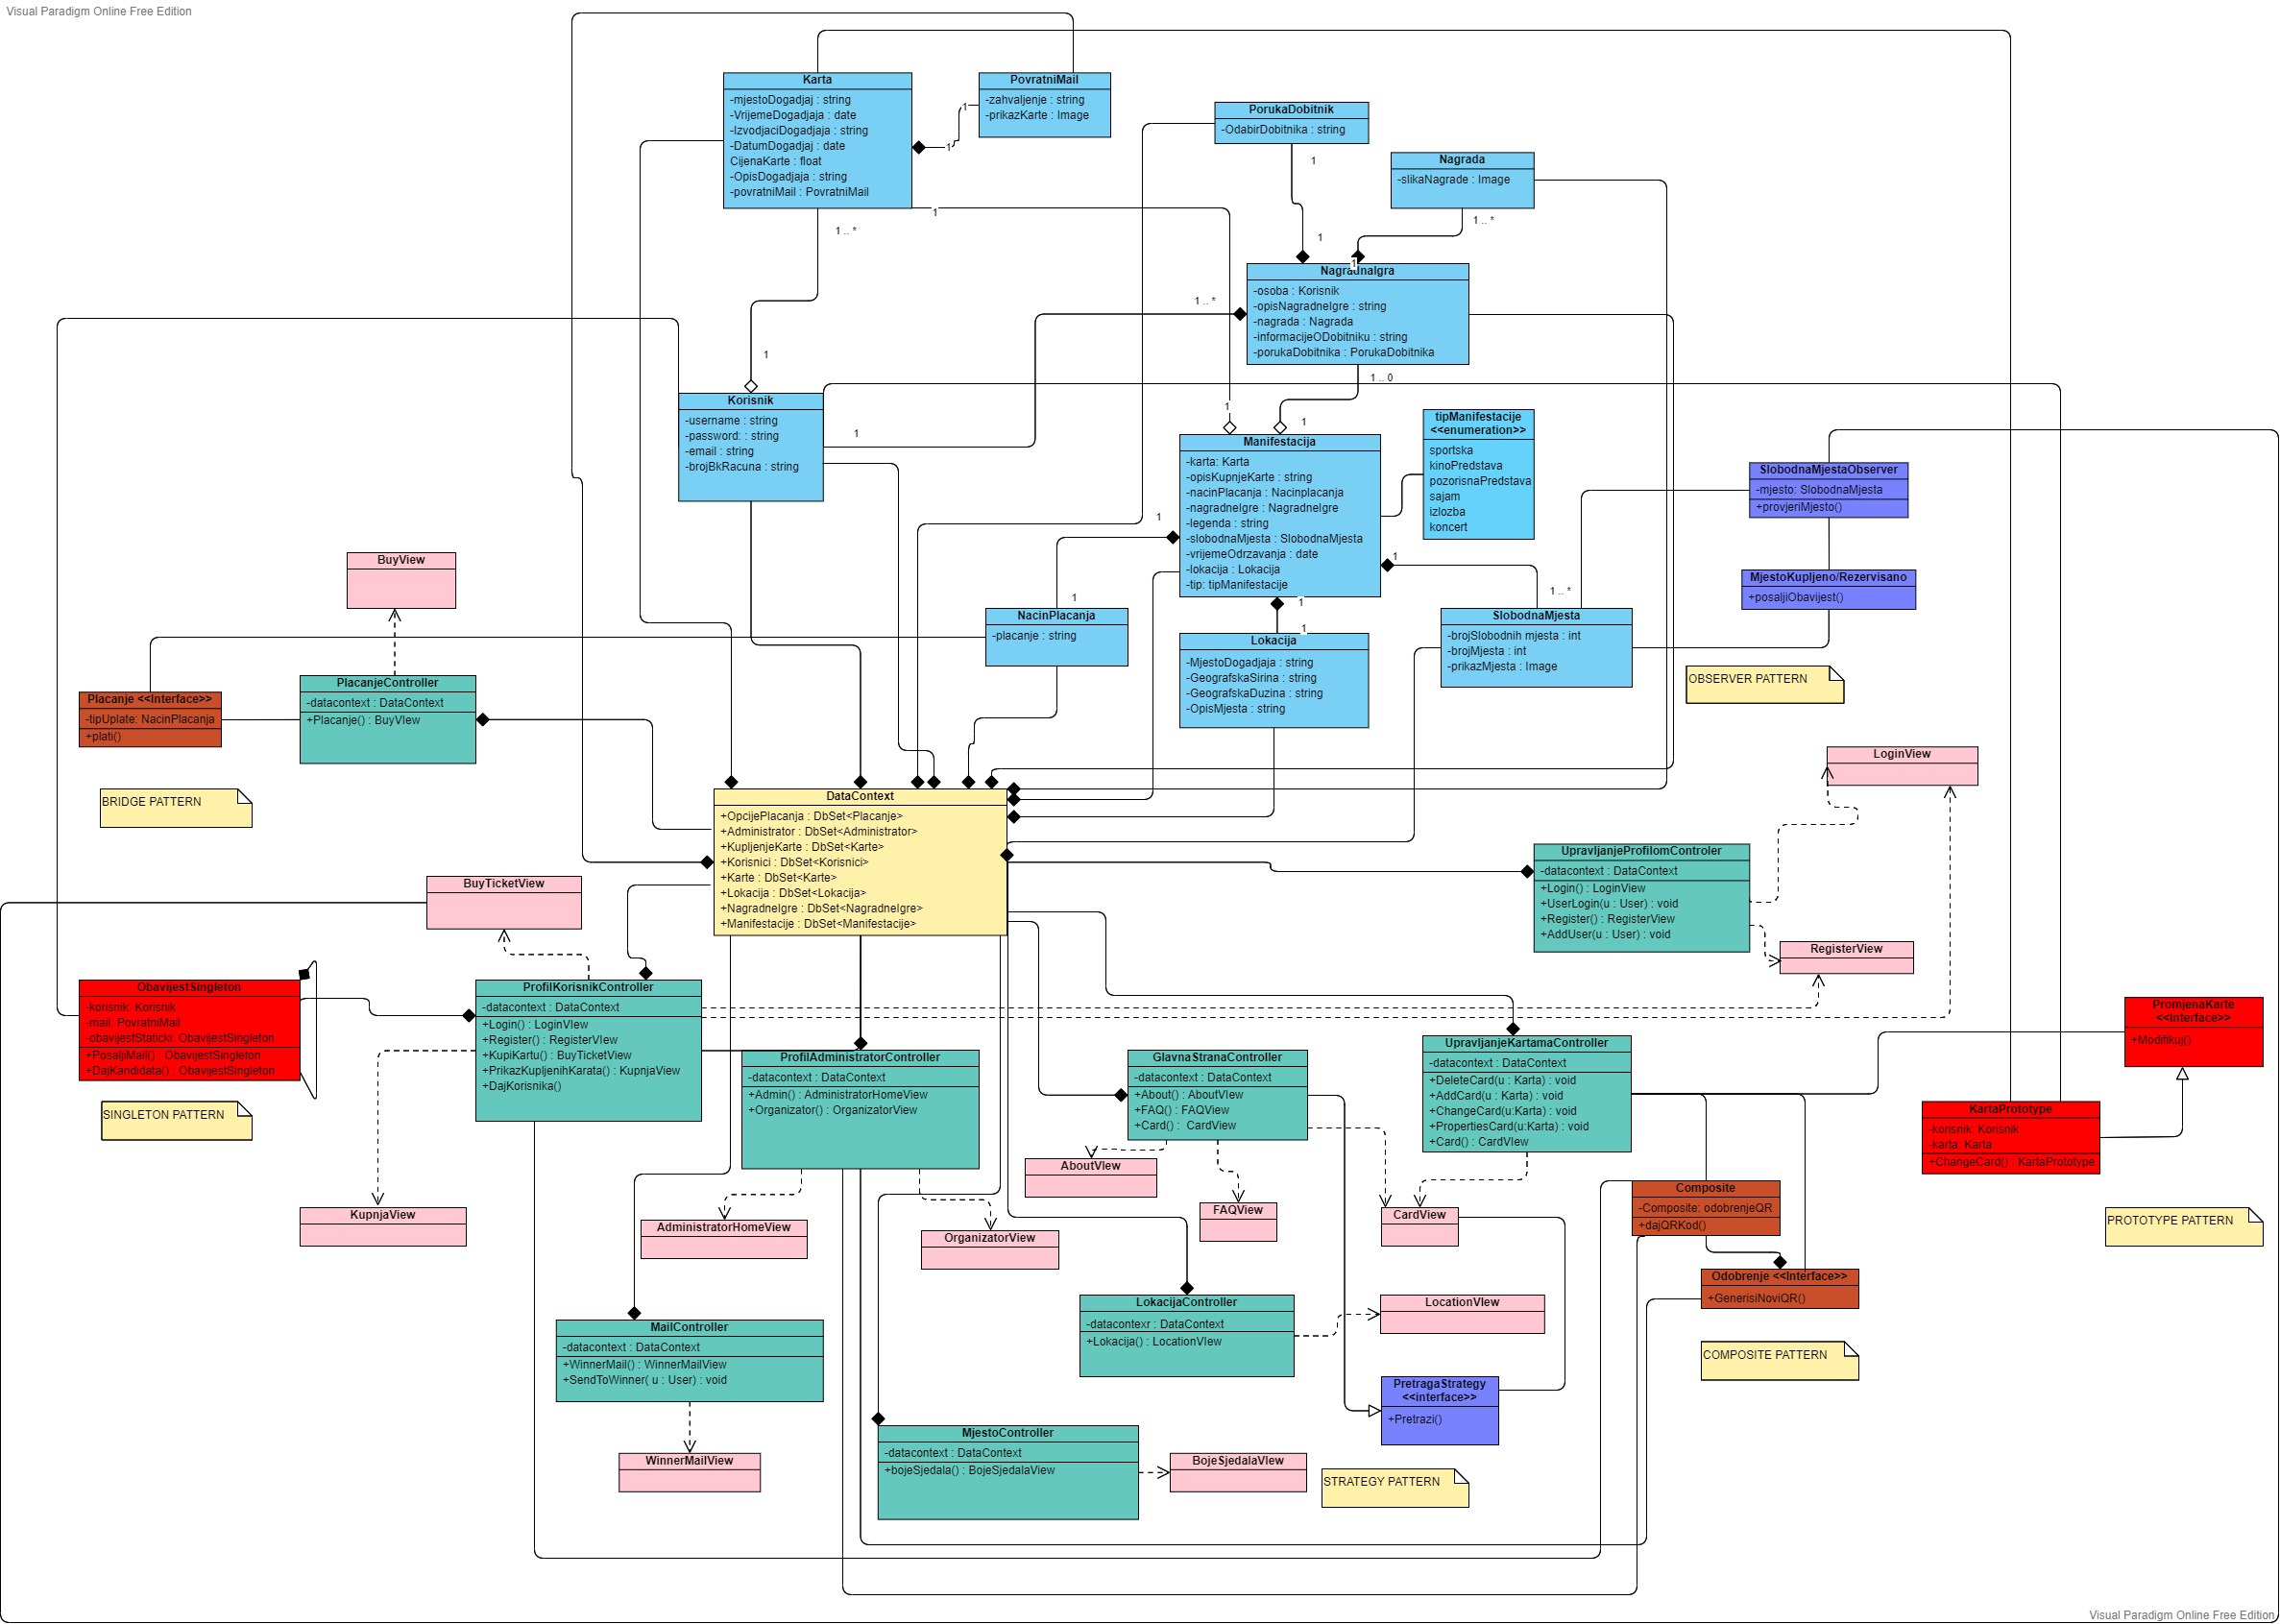 Visual Paradigm Online Free Edition
Karta
-mjestoDogadjaj : string
-VrijemeDogadjaja : date
-IzvodjaciDogadjaja : string
-DatumDogadjaj : date
CijenaKarte : float
-OpisDogadjaja : string
-povratniMail : PovratniMail
PovratniMail
-zahvaljenje : string
-prikazKarte : Image
1
1
PorukaDobitnik
-OdabirDobitnika : string
1
1
Nagrada
-slikaNagrade : Image
1 .. *
1
1
1 .. *
1
NagradnaIgra
-osoba : Korisnik
-opisNagradneIgre : string
-nagrada : Nagrada
-informacijeODobitniku : string
-porukaDobitnika : PorukaDobitnika
1 .. *
1 .. 0
1
1
Korisnik
-username : string
-password: : string
-email : string
-brojBkRacuna : string
1
Manifestacija
-karta: Karta
-opisKupnjeKarte : string
-nacinPlacanja : Nacinplacanja
-nagradneIgre : NagradneIgre
-legenda : string
-slobodnaMjesta : SlobodnaMjesta
-vrijemeOdrzavanja : date
-lokacija : Lokacija
-tip: tipManifestacije
tipManifestacije
<<enumeration>>
sportska
kinoPredstava
pozorisnaPredstava
sajam
izlozba
koncert
SlobodnaMjestaObserver
-mjesto: SlobodnaMjesta
+provjeriMjesto()
MjestoKupljeno/Rezervisano
+posaljiObavijest()
1
1
1
1 .. *
1
1
NacinPlacanja
-placanje : string
Lokacija
-MjestoDogadjaja : string
-GeografskaSirina : string
-GeografskaDuzina : string
-OpisMjesta : string
SlobodnaMjesta
-brojSlobodnih mjesta : int
-brojMjesta : int
-prikazMjesta : Image
OBSERVER PATTERN
BuyView
Placanje <<Interface>>
-tipUplate: NacinPlacanja
+plati()
PlacanjeController
-datacontext : DataContext
+Placanje() : BuyVIew
BRIDGE PATTERN
LoginView
DataContext
+OpcijePlacanja : DbSet<Placanje>
+Administrator : DbSet<Administrator>
+KupljenjeKarte : DbSet<Karte>
+Korisnici : DbSet<Korisnici>
+Karte : DbSet<Karte>
+Lokacija : DbSet<Lokacija>
+NagradneIgre : DbSet<NagradneIgre>
+Manifestacije : DbSet<Manifestacije>
UpravljanjeProfilomControler
-datacontext : DataContext
+Login() : LoginView
+UserLogin(u : User) : void
+Register() : RegisterView
+AddUser(u : User) : void
BuyTicketView
RegisterView
ObavijestSingleton
-korisnik: Korisnik
-mail: PovratniMail
-obavijestStaticki: ObavijestSingleton
+PosaljiMail() : ObavijestSingleton
+DajKandidata() : ObavijestSingleton
SINGLETON PATTERN
ProfilKorisnikController
-datacontext : DataContext
+Login() : LoginVIew
+Register() : RegisterVIew
+KupiKartu() : BuyTicketView
+PrikazKupljenihKarata() : KupnjaView
+DajKorisnika()
ProfilAdministratorController
-datacontext : DataContext
+Admin() : AdministratorHomeView
+Organizator() : OrganizatorView
GlavnaStranaController
-datacontext : DataContext
+About() : AboutVIew
+FAQ() : FAQView
+Card() :  CardView
UpravljanjeKartamaController
-datacontext : DataContext
+DeleteCard(u : Karta) : void
+AddCard(u : Karta) : void
+ChangeCard(u:Karta) : void
+PropertiesCard(u:Karta) : void
+Card() : CardVIew
PromjenaKarte
<<Interface>>
+Modifikuj()
KartaPrototype
-korisnik: Korisnik
-karta: Karta
+ChangeCard() : KartaPrototype
PROTOTYPE PATTERN
AboutVIew
FAQView
CardView
KupnjaView
AdministratorHomeView
OrganizatorView
Composite
-Composite: odobrenjeQR
+dajQRKod()
Odobrenje <<Interface>>
+GenerisiNoviQR()
COMPOSITE PATTERN
LokacijaController
-datacontexr : DataContext
+Lokacija() : LocationVIew
LocationVIew
MailController
-datacontext : DataContext
+WinnerMail() : WinnerMailView
+SendToWinner( u : User) : void
PretragaStrategy
<<interface>>
+Pretrazi()
STRATEGY PATTERN
WinnerMailView
MjestoController
-datacontext : DataContext
+bojeSjedala() : BojeSjedalaView
BojeSjedalaVIew
Visual Paradigm Online Free Edition